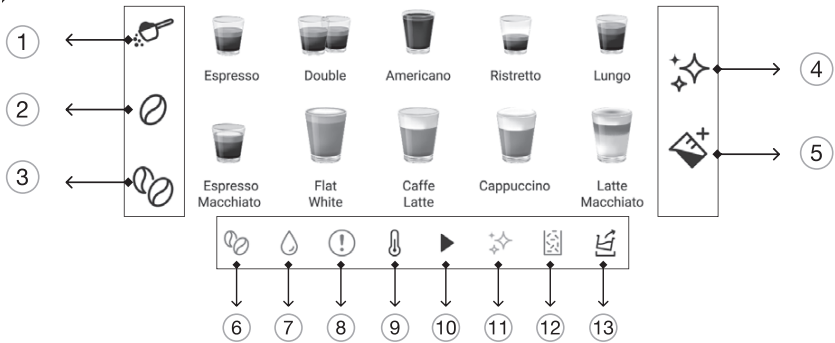 1
2
3
4
5
Espresso Double Americano Ristretto Lungo
Espresso Macchiato
Flat White
Caffe Latte
Cappuccino
Latte Macchiato
6 7 8 9 10 11 12 13